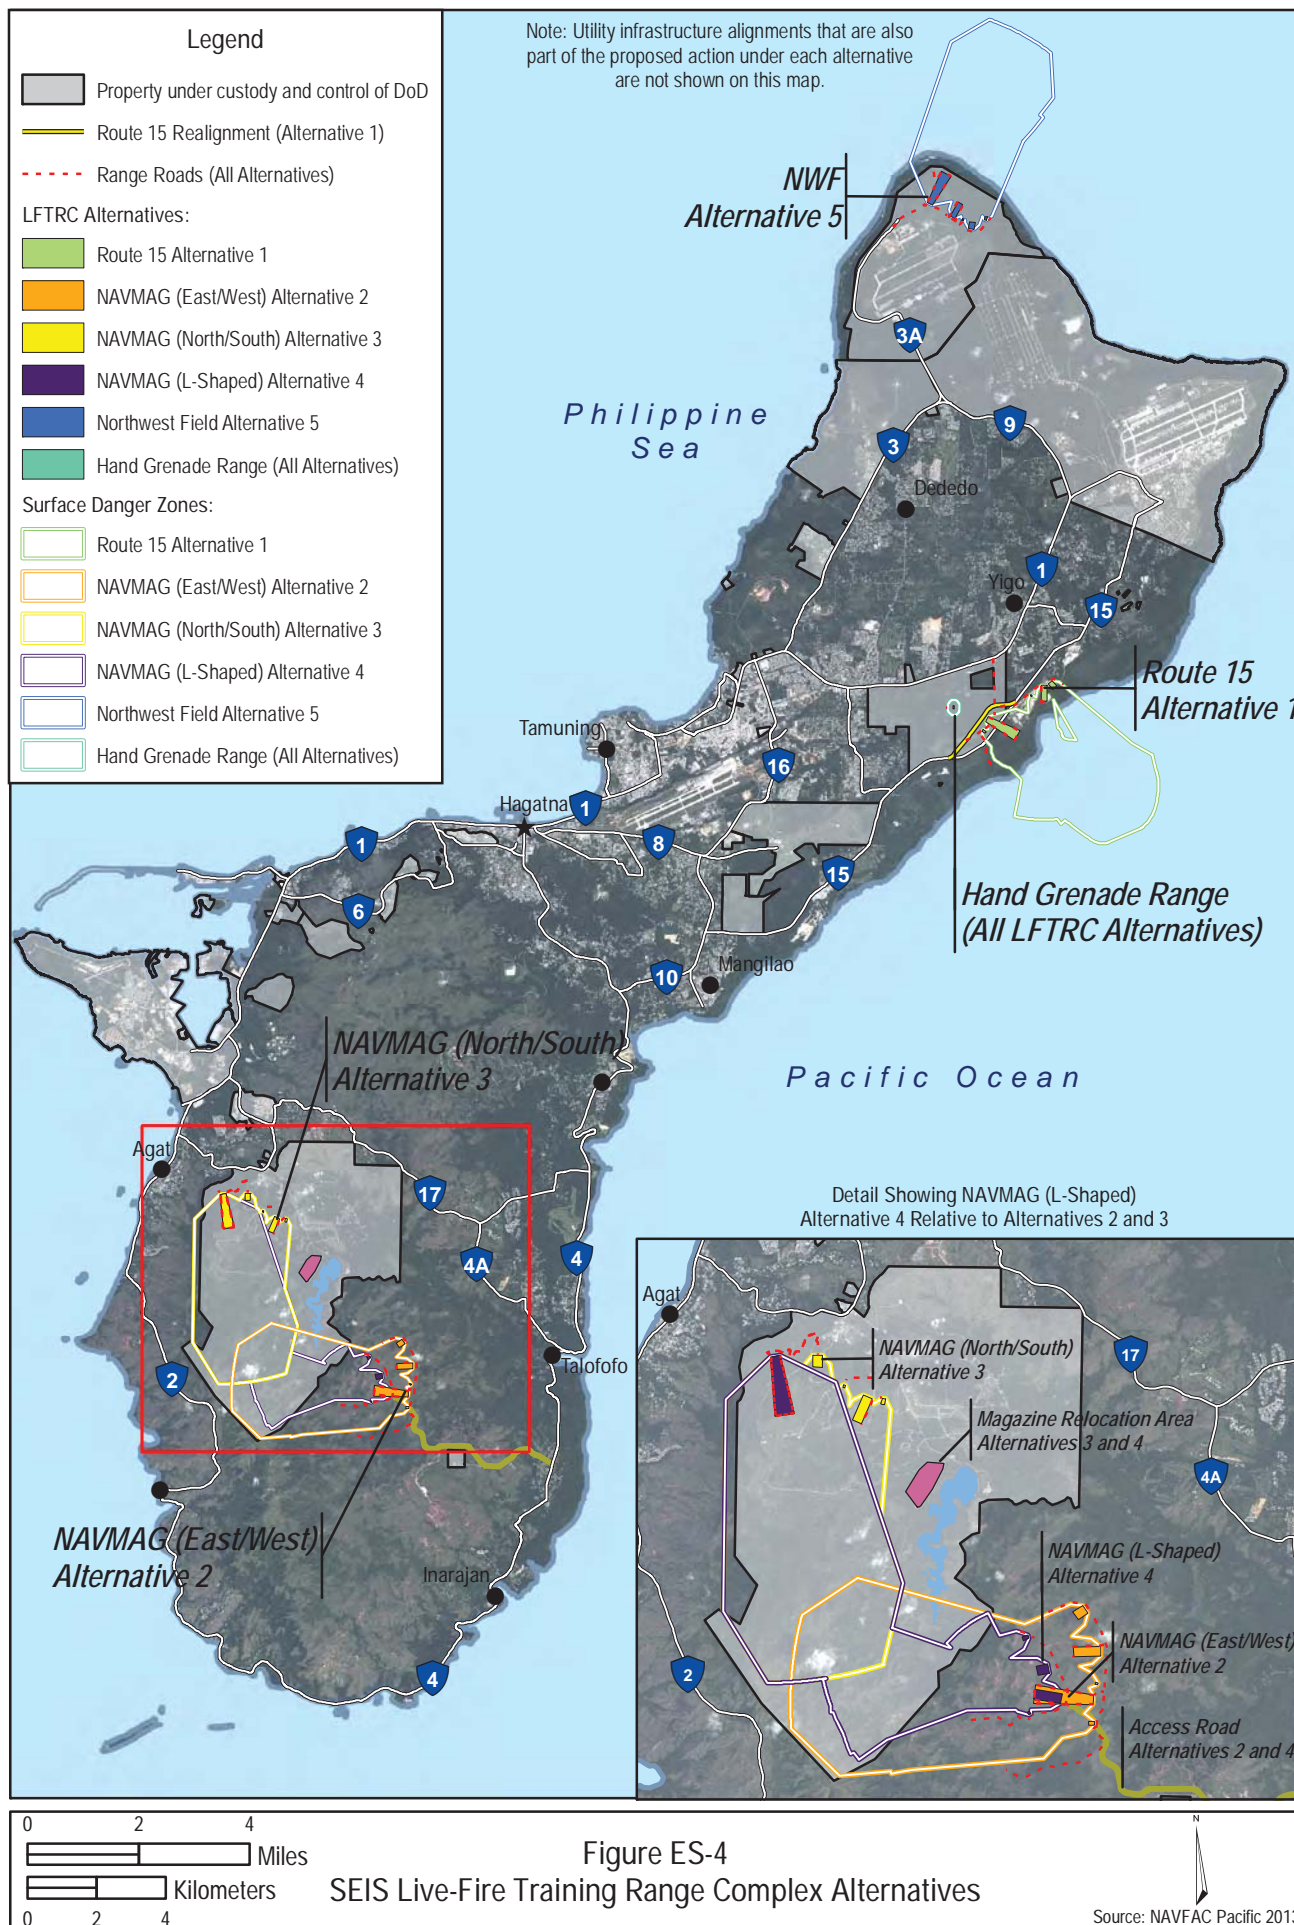 Legend
Property under custody and control of DoD
Route 15 Realignment (Alternative 1)
Range Roads (All Alternatives)
LFTRC Alternatives:
Route 15 Alternative 1
NAVMAG (East/West) Alternative 2
NAVMAG (North/South) Alternative 3
NAVMAG (L-Shaped) Alternative 4
Northwest Field Alternative 5
Hand Grenade Range (All Alternatives)
Surface Danger Zones:
Route 15 Alternative 1
NAVMAG (East/West) Alternative 2
NAVMAG (North/South) Alternative 3
NAVMAG (L-Shaped) Alternative 4
Northwest Field Alternative 5
Hand Grenade Range (All Alternatives)
Note: Utility infrastructure alignments that are also
part of the proposed action under each alternative
are not shown on this map.
NWF
Alternative 5
3A
Philippine
Sea
3
9
Dededo
1
Yigo
15
Route 15
Alternative 1
Tamuning
16
Hagatna
1
1
8
15
6
Hand Grenade Range
(All LFTRC Alternatives)
10
Mangilao
NAVMAG (North/South)
Alternative 3
Pacific Ocean
Agat
17
4A
4
2
Talofofo
NAVMAG (East/West)
Alternative 2
Inarajan
4
Detail Showing NAVMAG (L-Shaped)
Alternative 4 Relative to Alternatives 2 and 3
Agat
NAVMAG (North/South)
Alternative 3
17
Magazine Relocation Area
Alternatives 3 and 4
4A
NAVMAG (L-Shaped)
Alternative 4
NAVMAG (East/West)
Alternative 2
2
Access Road
Alternatives 2 and 4
0 2 4
Miles
Kilometers
0 2 4
Figure ES-4
SEIS Live-Fire Training Range Complex Alternatives
N
Source: NAVFAC Pacific 2013